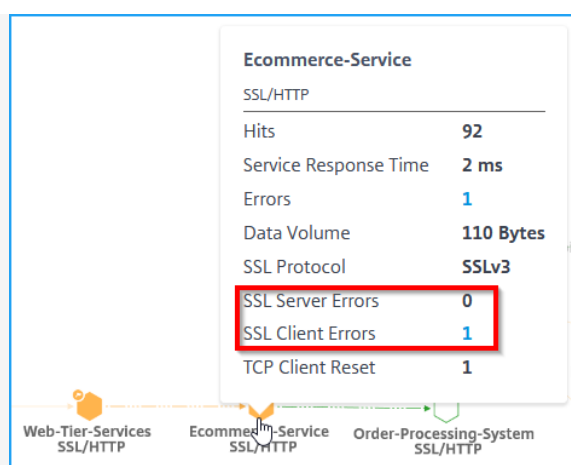 Ecommerce-Service
SSL/HTTP
Hits 92
Service Response Time 2 ms
Errors 1
Data Volume 110 Bytes
SSL Protocol SSLv3
SSL Server Errors 0
SSL Client Errors 1
TCP Client Reset 1
Web-Tier-Services Ecommerce-Service Order-Processing-System
SSL/HTTP SSL/HTTP SSL/HTTP